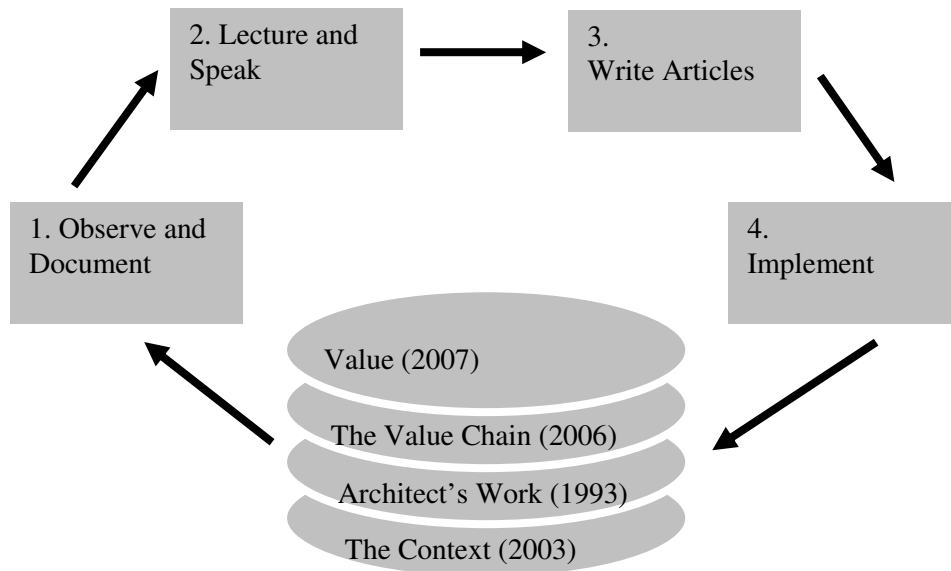 2. Lecture and
Speak
3.
Write Articles
1. Observe and
Document
4.
Implement
Value (2007)
The Value Chain (2006)
Architect’s Work (1993)
The Context (2003)